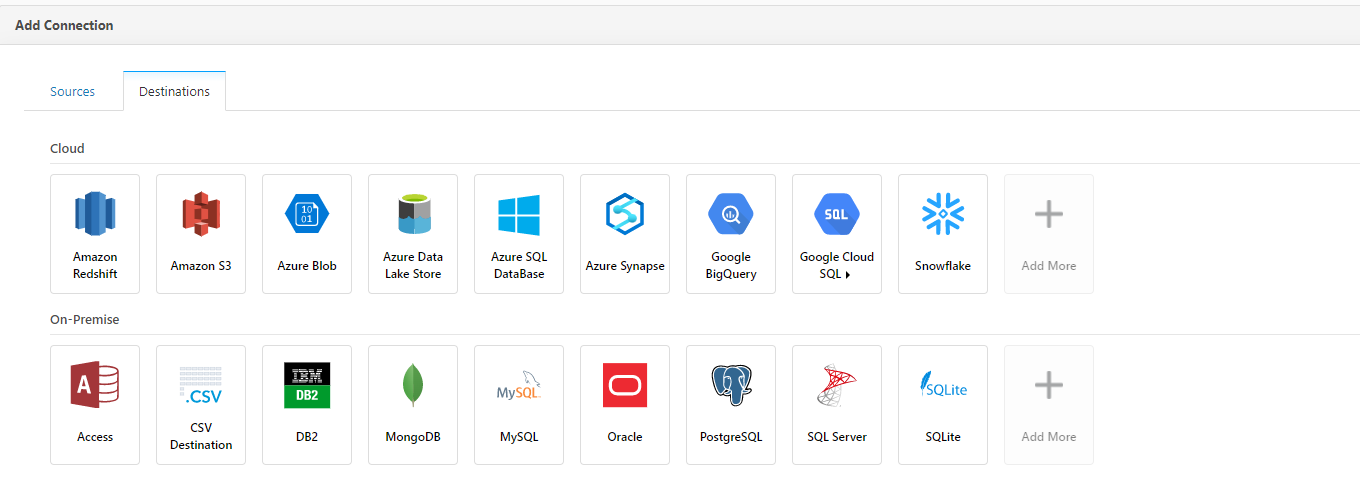 Add Connection
Sources
Destinations
Cloud
Amazon
Redshift
Amazon S3
10
01
Azure Blob
Azure Data
Lake Store
Azure SQL
DataBase
Azure Synapse
Google
BigQuery
SQL
Google Cloud
SQL
Snowflake
Add More
On-Premise
A
Access
.CSV
CSV
Destination
IBM
DB2
DB2
MongoDB
MySQL
MySQL
Oracle
PostgreSQL
SQL Server
SQLite
SQLite
Add More